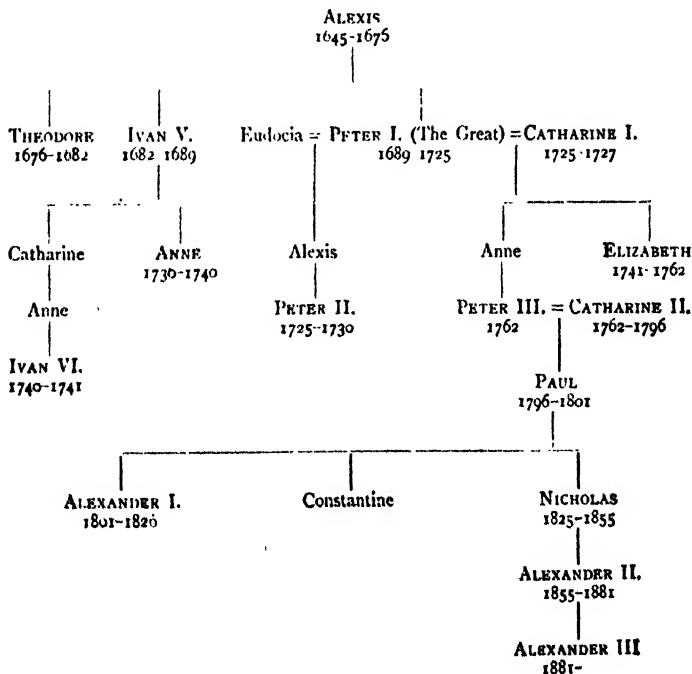 ALEXIS
1645-1676
THEODORE IVAN V. Eudocia = PETER I. (The Great) = CATHARINE I.
1676-1682 1682 1689 1689 1725 1725-1727
Catharine ANNE Alexis Anne ELIZABETH
1730-1740 1741-1762
Anne PETER II. PETER III. = CATHARINE II.
1725-1730 1762 1762-1796
IVAN VI.
1740-1741
PAUL
1796-1801
ALEXANDER I. Constantine NICHOLAS
1801-1826 1825-1855
ALEXANDER II.
1855-1881
ALEXANDER III
1881-